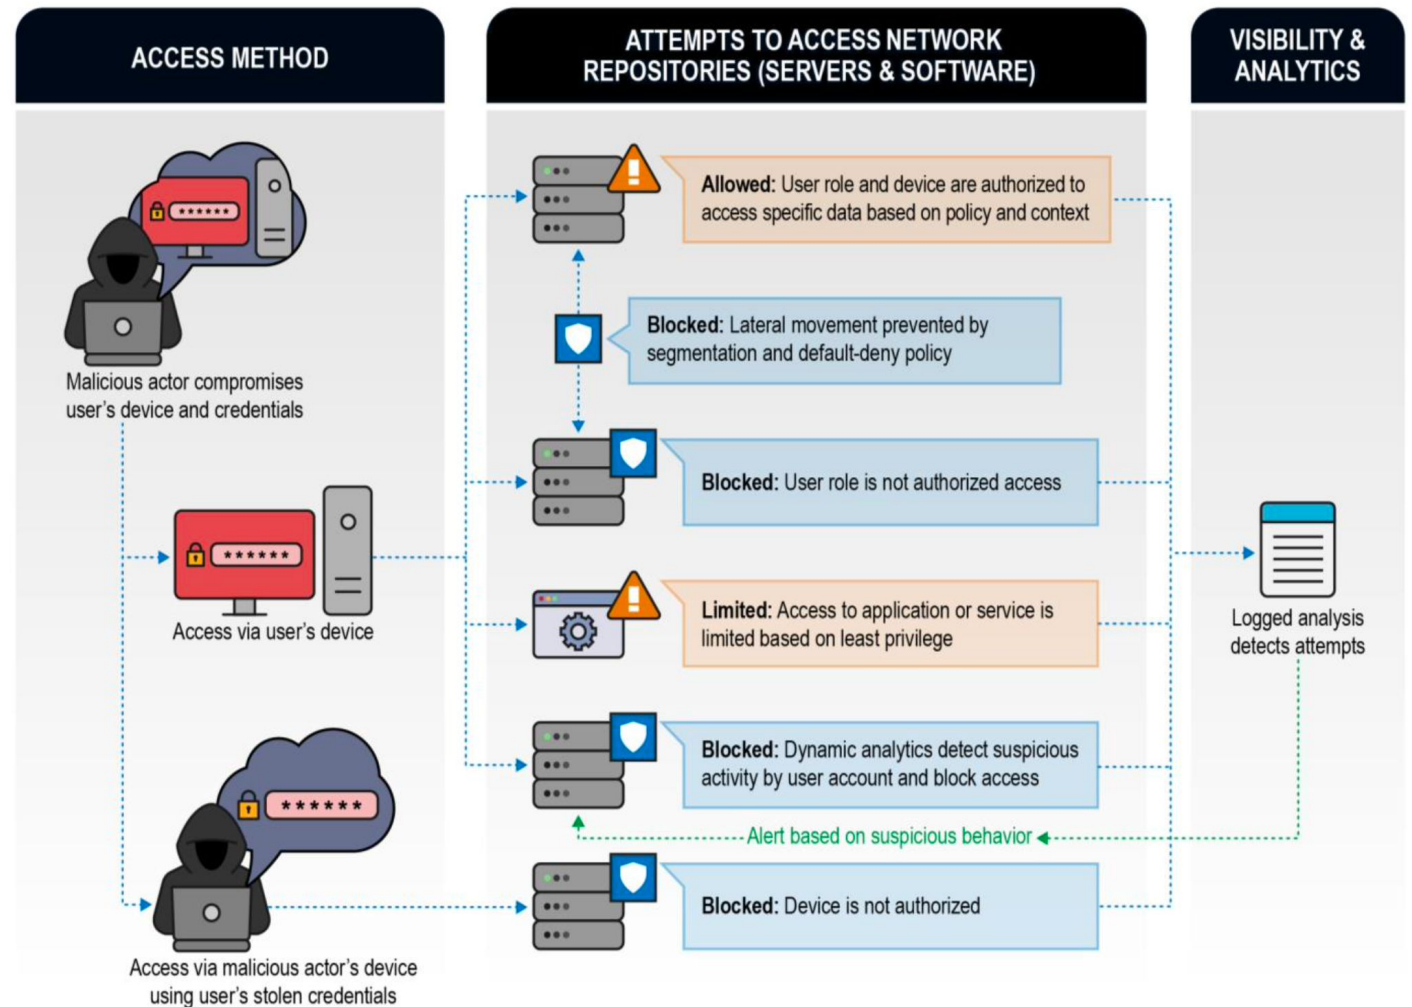 ACCESS METHOD
ATTEMPTS TO ACCESS NETWORK
REPOSITORIES (SERVERS & SOFTWARE)
VISIBILITY &
ANALYTICS
******
Malicious actor compromises
user's device and credentials
******
Access via user's device
******
Access via malicious actor's device
using user's stolen credentials
Allowed: User role and device are authorized to
access specific data based on policy and context
Blocked: Lateral movement prevented by
segmentation and default-deny policy
Blocked: User role is not authorized access
Limited: Access to application or service is
limited based on least privilege
Blocked: Dynamic analytics detect suspicious
activity by user account and block access
Alert based on suspicious behavior
Blocked: Device is not authorized
Logged analysis
detects attempts